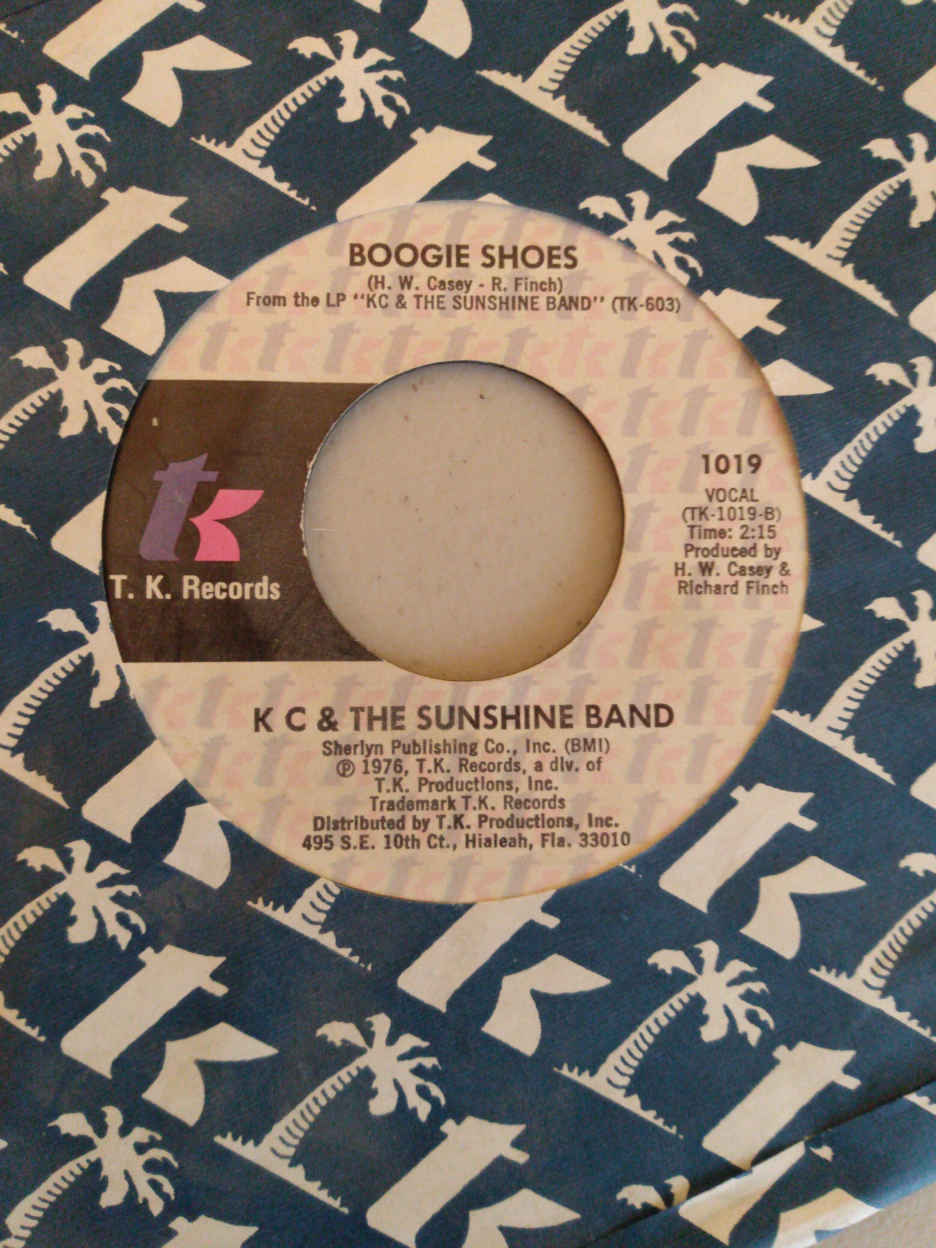 BOOGIE SHOES
(H. W. Casey - R. Finch)
From the LP "KC & THE SUNSHINE BAND" (TK-603)
tk
T. K. Records
1019
VOCAL
(TK-1019-B)
Time: 2:15
Produced by
H. W. Casey &
Richard Finch
K C & THE SUNSHINE BAND
Sherlyn Publishing Co., Inc. (BMI)
℗ 1976, T.K. Records, a div. of
T.K. Productions, Inc.
Trademark T.K. Records
Distributed by T.K. Productions, Inc.
495 S.E. 10th Ct., Hialeah, Fla. 33010